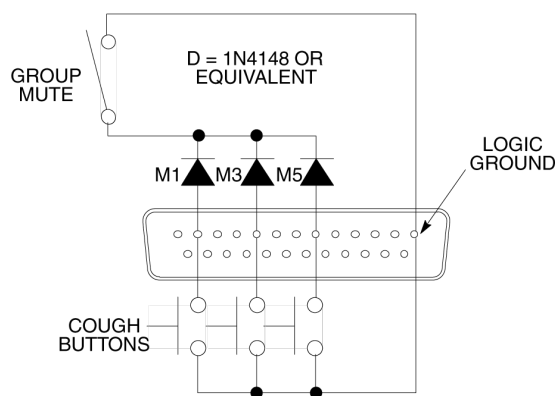 D = 1N4148 OR
EQUIVALENT
GROUP
MUTE
LOGIC
GROUND
M1 M3 M5
COUGH
BUTTONS